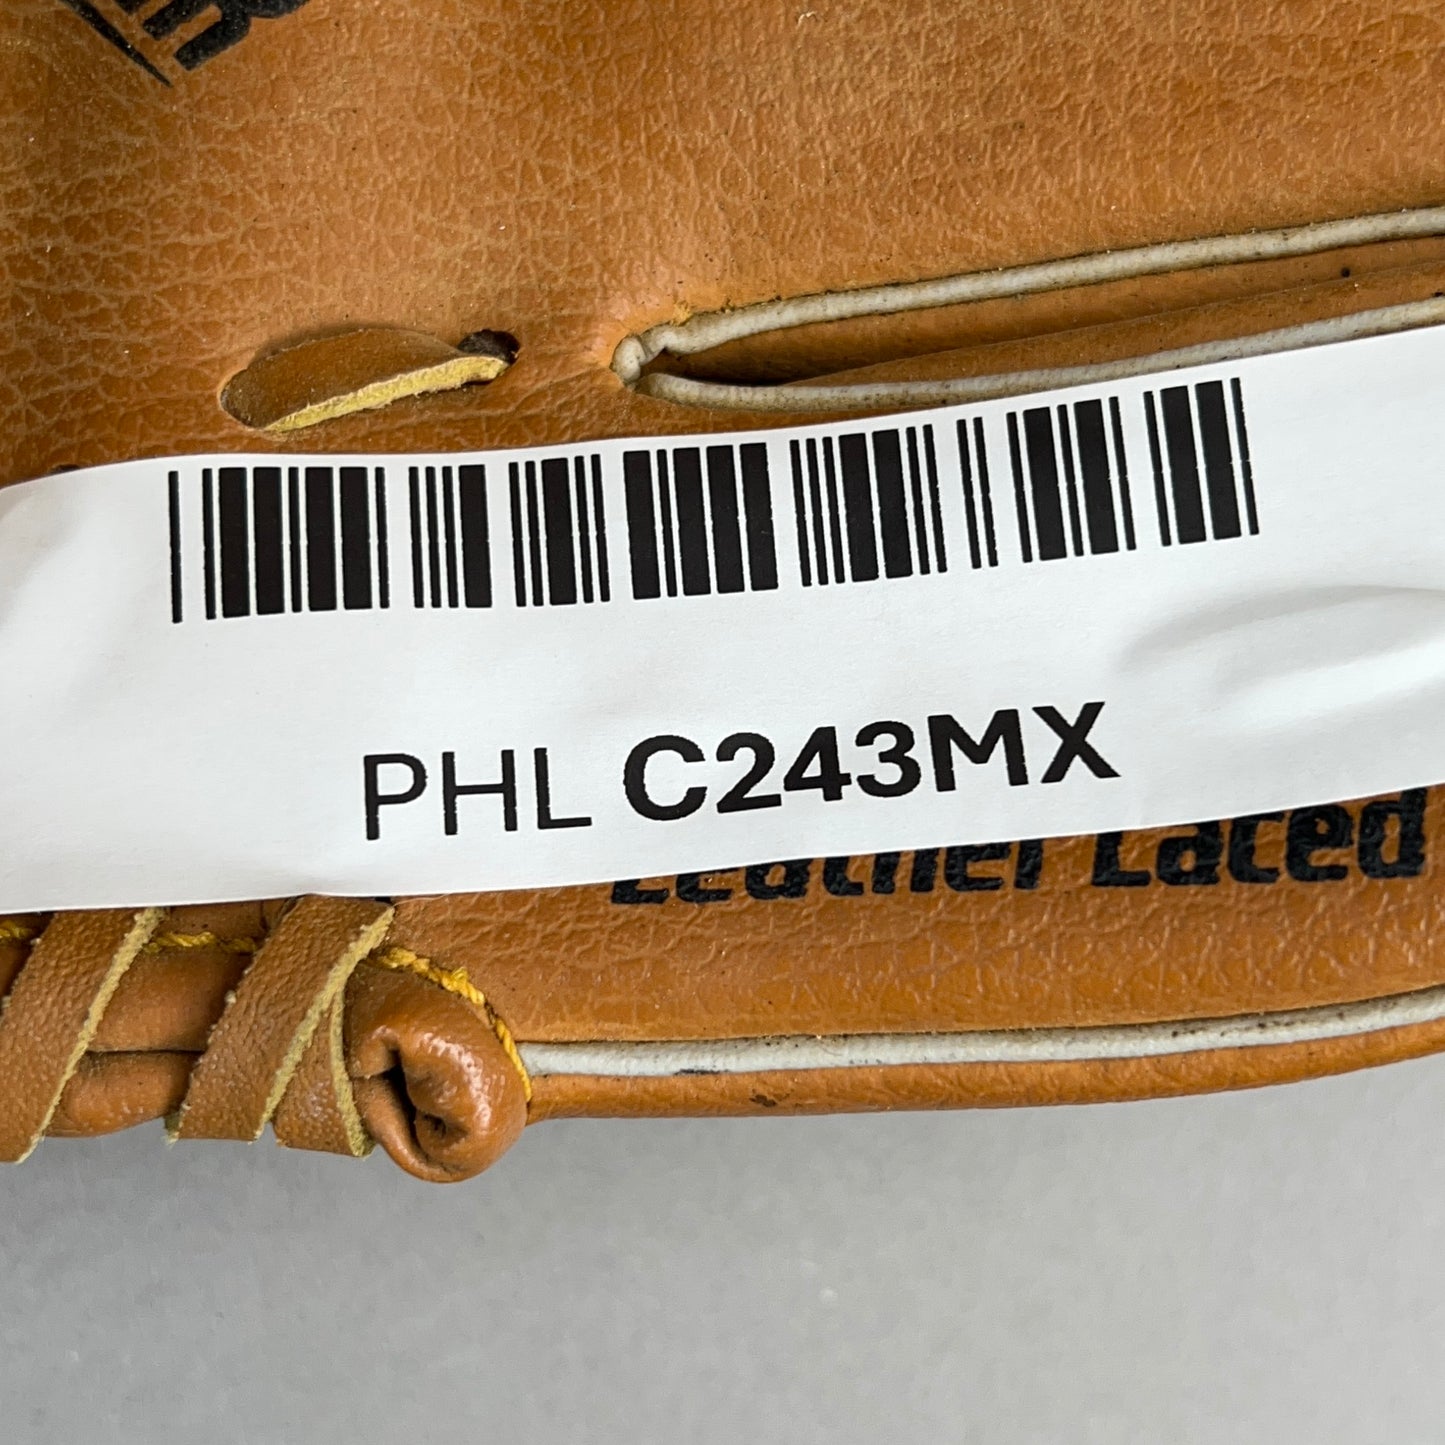 PHL C243MX
Leather Laced